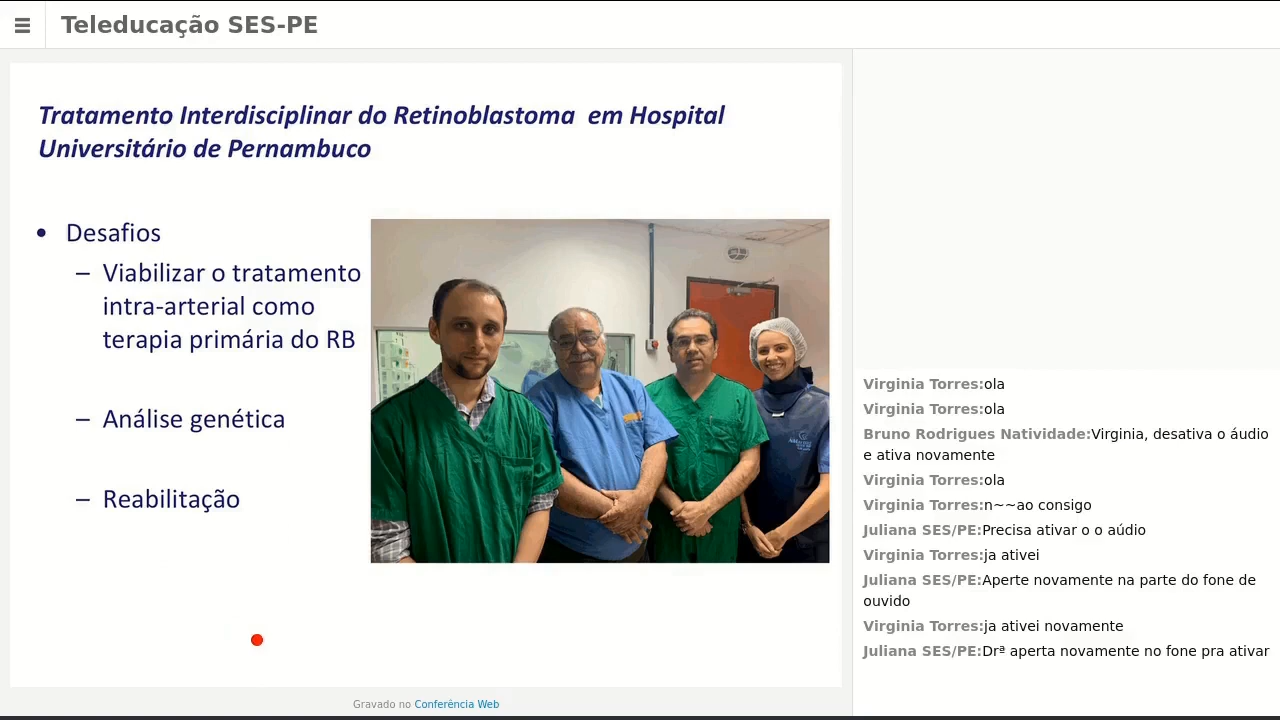 Teleducação SES-PE
Tratamento Interdisciplinar do Retinoblastoma em Hospital
Universitário de Pernambuco
• Desafios
– Viabilizar o tratamento
intra-arterial como
terapia primária do RB
– Análise genética
– Reabilitação
Gravado no Conferência Web
Virginia Torres:ola
Virginia Torres:ola
Bruno Rodrigues Natividade:Virginia, desativa o áudio
e ativa novamente
Virginia Torres:ola
Virginia Torres:n~~ao consigo
Juliana SES/PE:Precisa ativar o o aúdio
Virginia Torres:ja ativei
Juliana SES/PE:Aperte novamente na parte do fone de
ouvido
Virginia Torres:ja ativei novamente
Juliana SES/PE:Drª aperta novamente no fone pra ativar